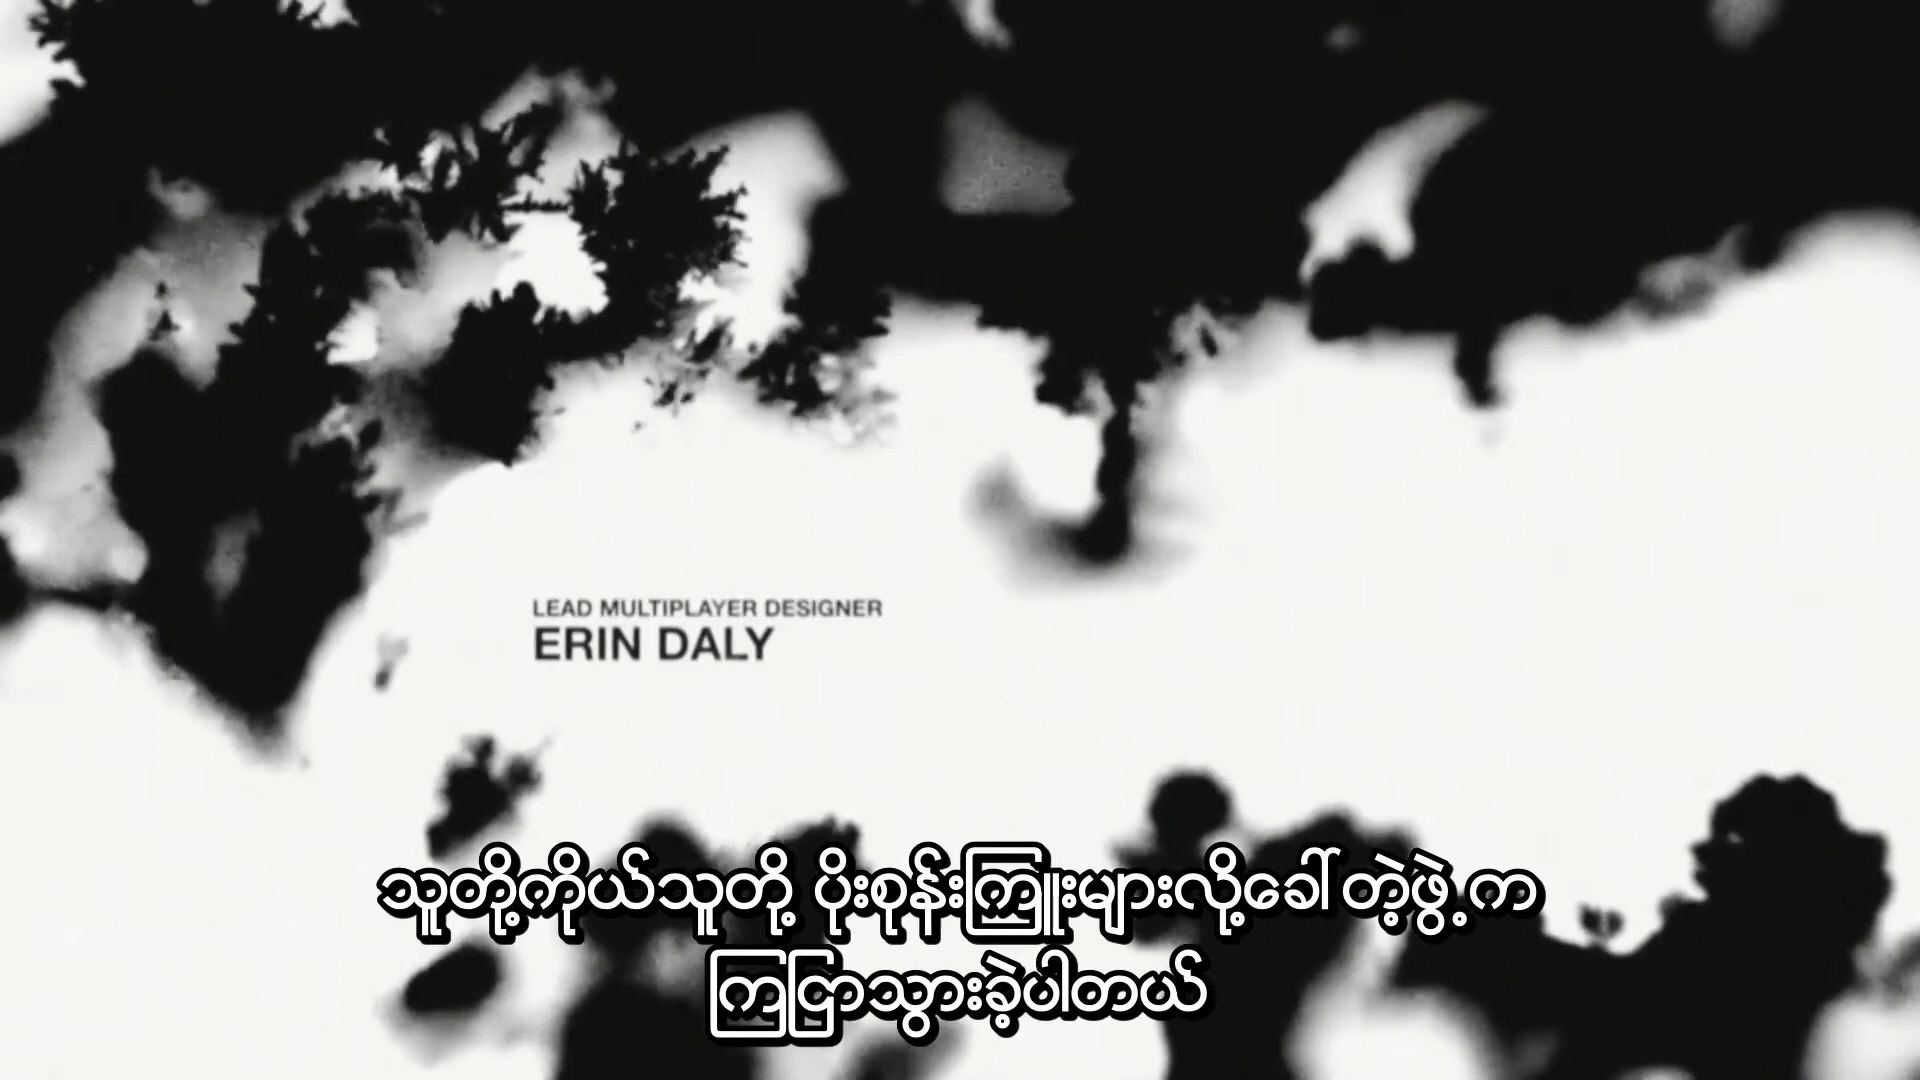 LEAD MULTIPLAYER DESIGNER
ERIN DALY
သူတို့ကိုယ်သူတို့ ပိုးစုန်းကြူးများလို့ခေါ်တဲ့ဖွဲ့က
ကြငြာသွားခဲ့ပါတယ်